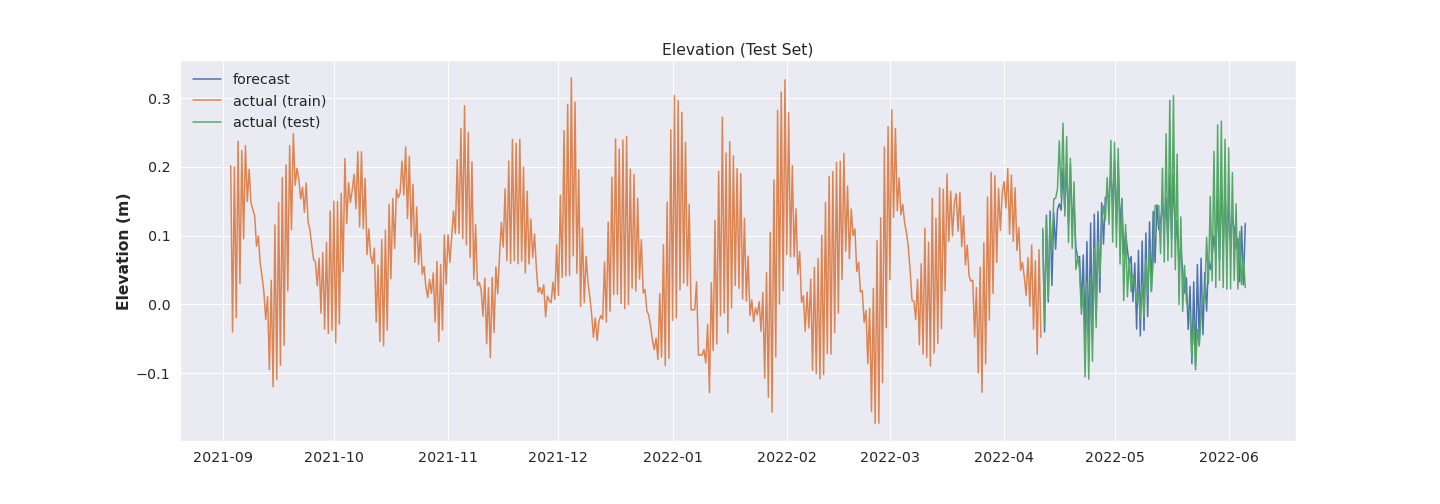 Elevation (Test Set)
forecast
actual (train)
actual (test)
Elevation (m)
0.3
0.2
0.1
0.0
−0.1
2021-09 2021-10 2021-11 2021-12 2022-01 2022-02 2022-03 2022-04 2022-05 2022-06